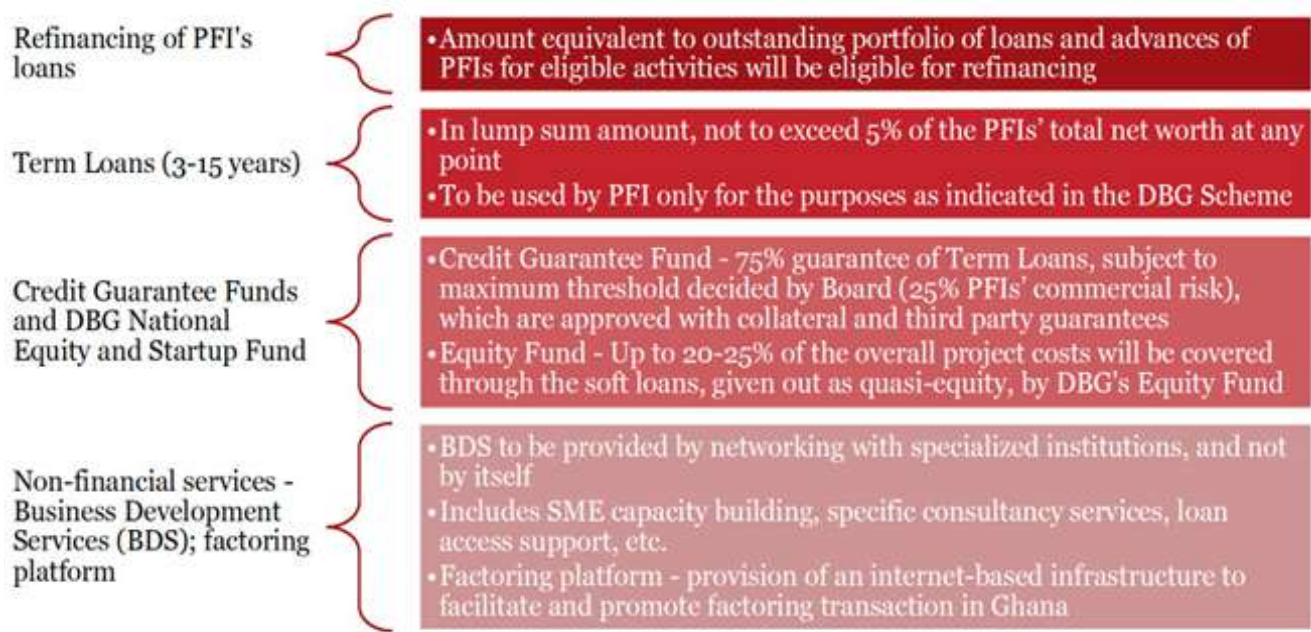 Refinancing of PFI's
loans
•Amount equivalent to outstanding portfolio of loans and advances of
PFIs for eligible activities will be eligible for refinancing
Term Loans (3-15 years)
•In lump sum amount, not to exceed 5% of the PFIs' total net worth at any
point
•To be used by PFI only for the purposes as indicated in the DBG Scheme
Credit Guarantee Funds
and DBG National
Equity and Startup Fund
•Credit Guarantee Fund - 75% guarantee of Term Loans, subject to
maximum threshold decided by Board (25% PFIs' commercial risk),
which are approved with collateral and third party guarantees
•Equity Fund - Up to 20-25% of the overall project costs will be covered
through the soft loans, given out as quasi-equity, by DBG's Equity Fund
Non-financial services -
Business Development
Services (BDS); factoring
platform
•BDS to be provided by networking with specialized institutions, and not
by itself
•Includes SME capacity building, specific consultancy services, loan
access support, etc.
•Factoring platform - provision of an internet-based infrastructure to
facilitate and promote factoring transaction in Ghana